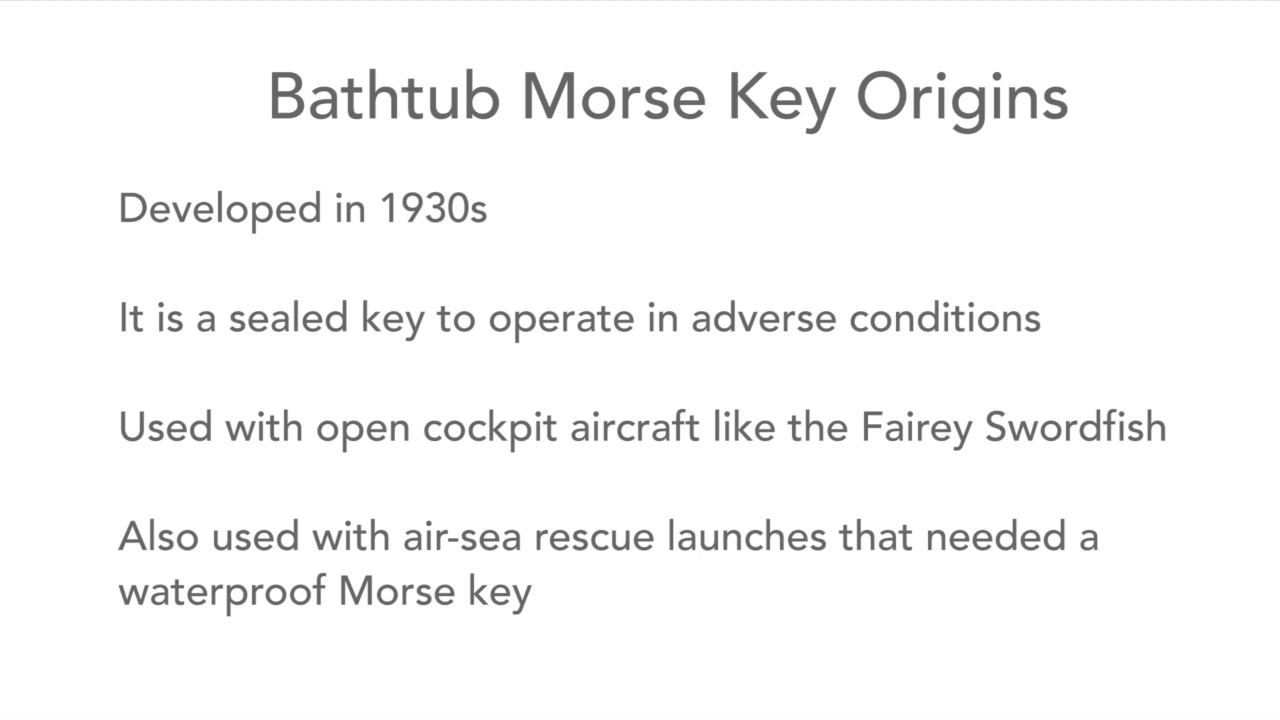 Bathtub Morse Key Origins
Developed in 1930s
It is a sealed key to operate in adverse conditions
Used with open cockpit aircraft like the Fairey Swordfish
Also used with air-sea rescue launches that needed a
waterproof Morse key